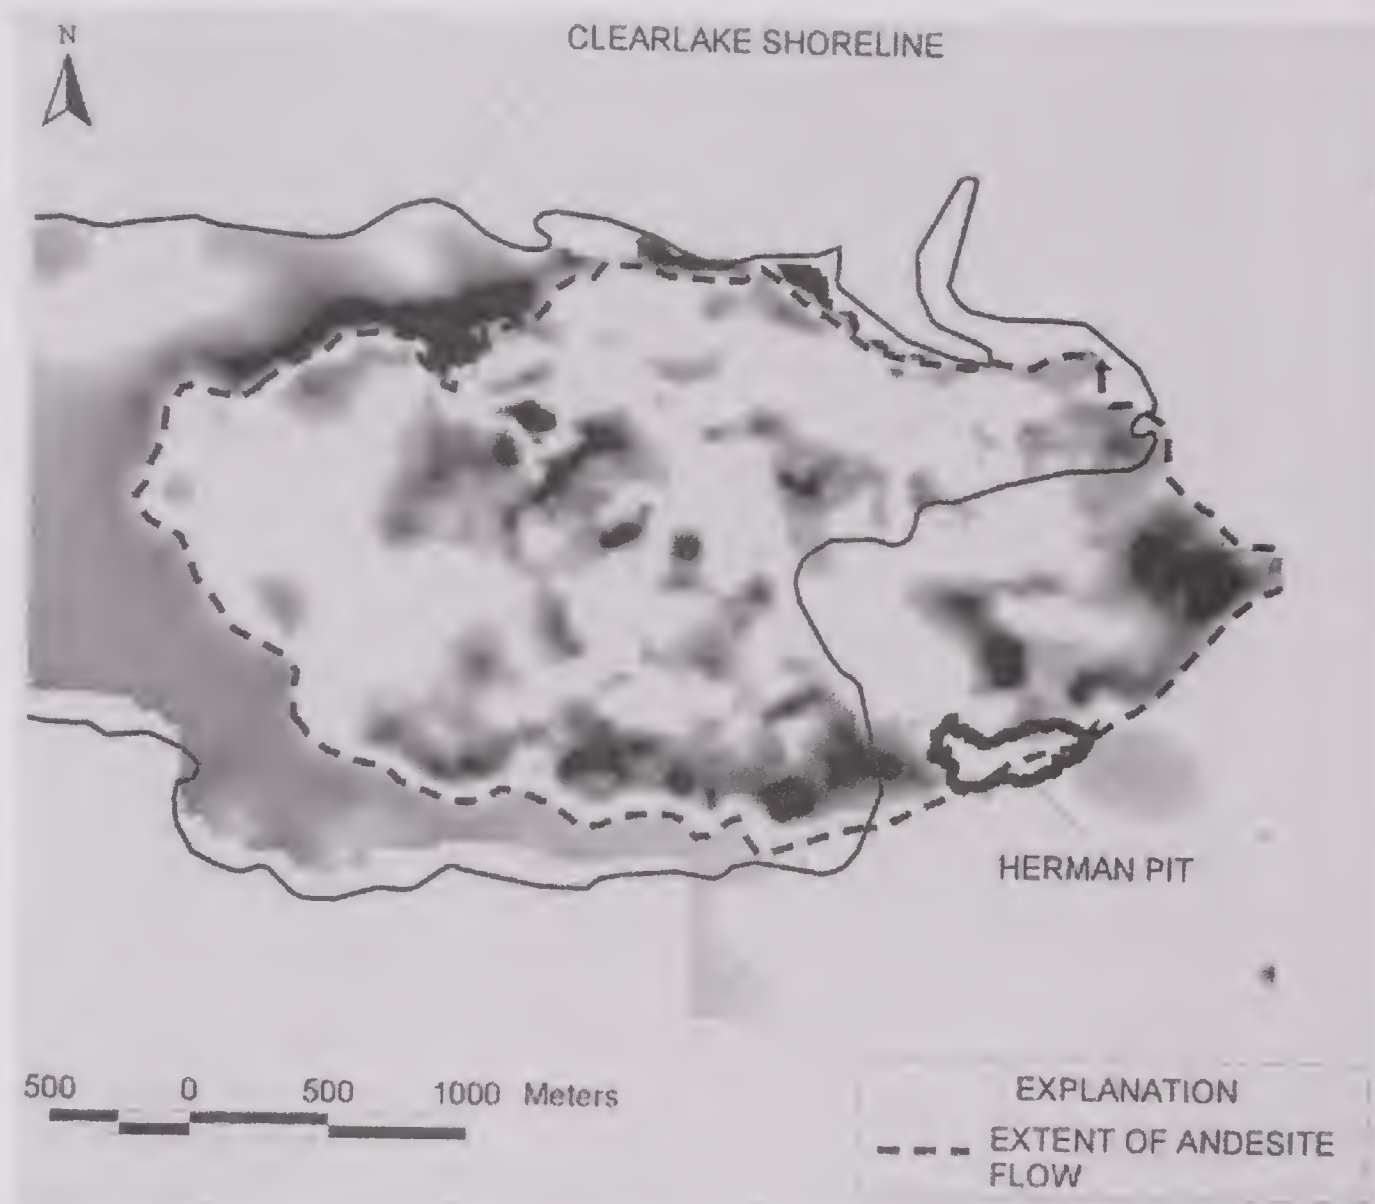 N
CLEARLAKE SHORELINE
HERMAN PIT
500 0 500 1000 Meters
EXPLANATION
EXTENT OF ANDESITE
FLOW